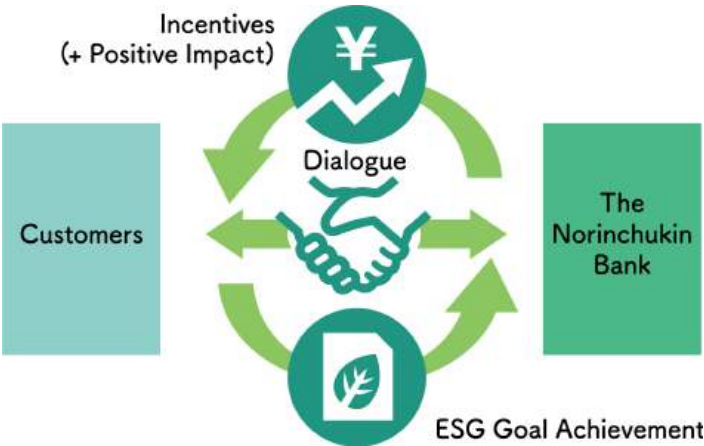 Incentives
(+ Positive Impact)
¥
Dialogue
Customers
The
Norinchukin
Bank
ESG Goal Achievement